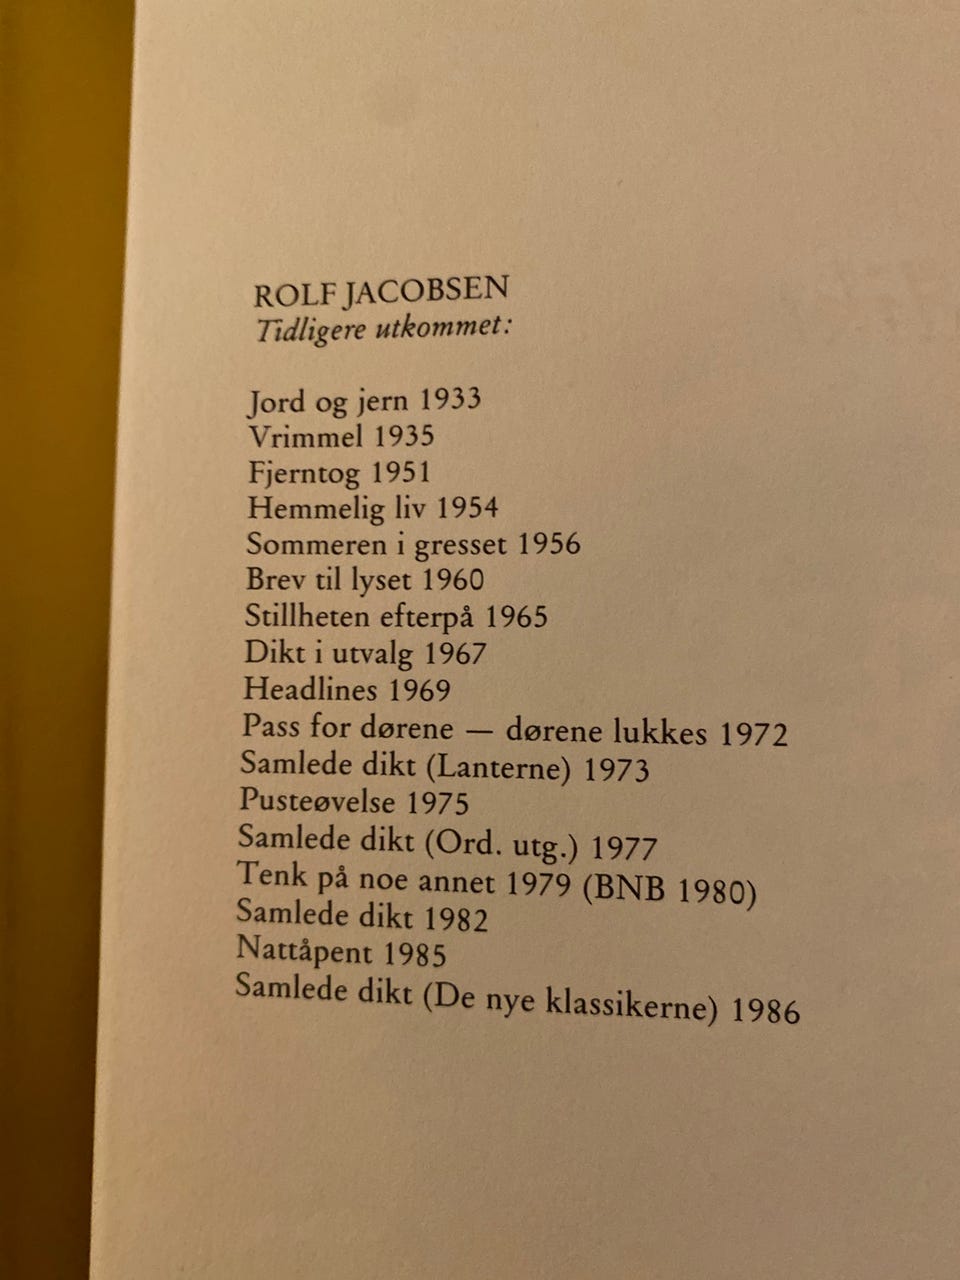 ROLF JACOBSEN
Tidligere utkommet:
Jord og jern 1933
Vrimmel 1935
Fjerntog 1951
Hemmelig liv 1954
Sommeren i gresset 1956
Brev til lyset 1960
Stillheten efterpå 1965
Dikt i utvalg 1967
Headlines 1969
Pass for dørene — dørene lukkes 1972
Samlede dikt (Lanterne) 1973
Pusteøvelse 1975
Samlede dikt (Ord. utg.) 1977
Tenk på noe annet 1979 (BNB 1980)
Samlede dikt 1982
Nattåpent 1985
Samlede dikt (De nye klassikerne) 1986